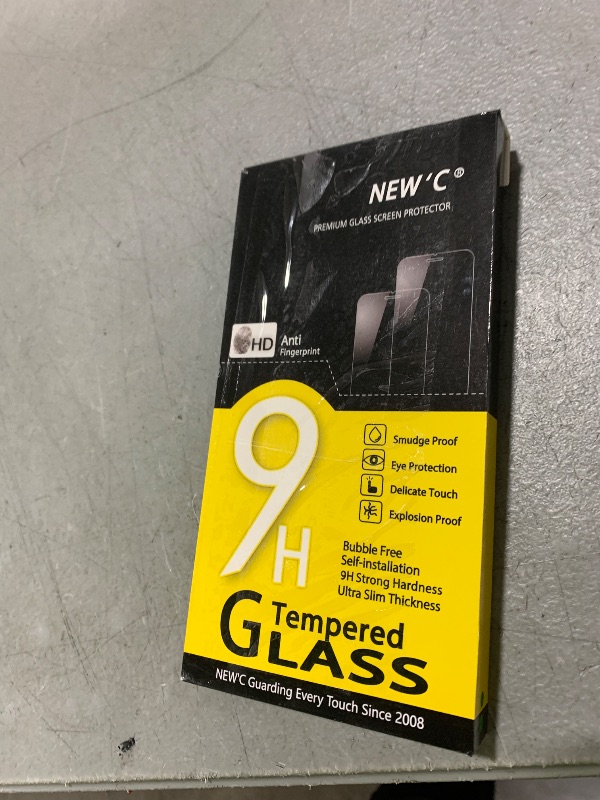 NEW'C®
PREMIUM GLASS SCREEN PROTECTOR
HD
Anti
Fingerprint
9H
Smudge Proof
Eye Protection
Delicate Touch
Explosion Proof
Bubble Free
Self-installation
9H Strong Hardness
Ultra Slim Thickness
Tempered
GLASS
NEW'C Guarding Every Touch Since 2008